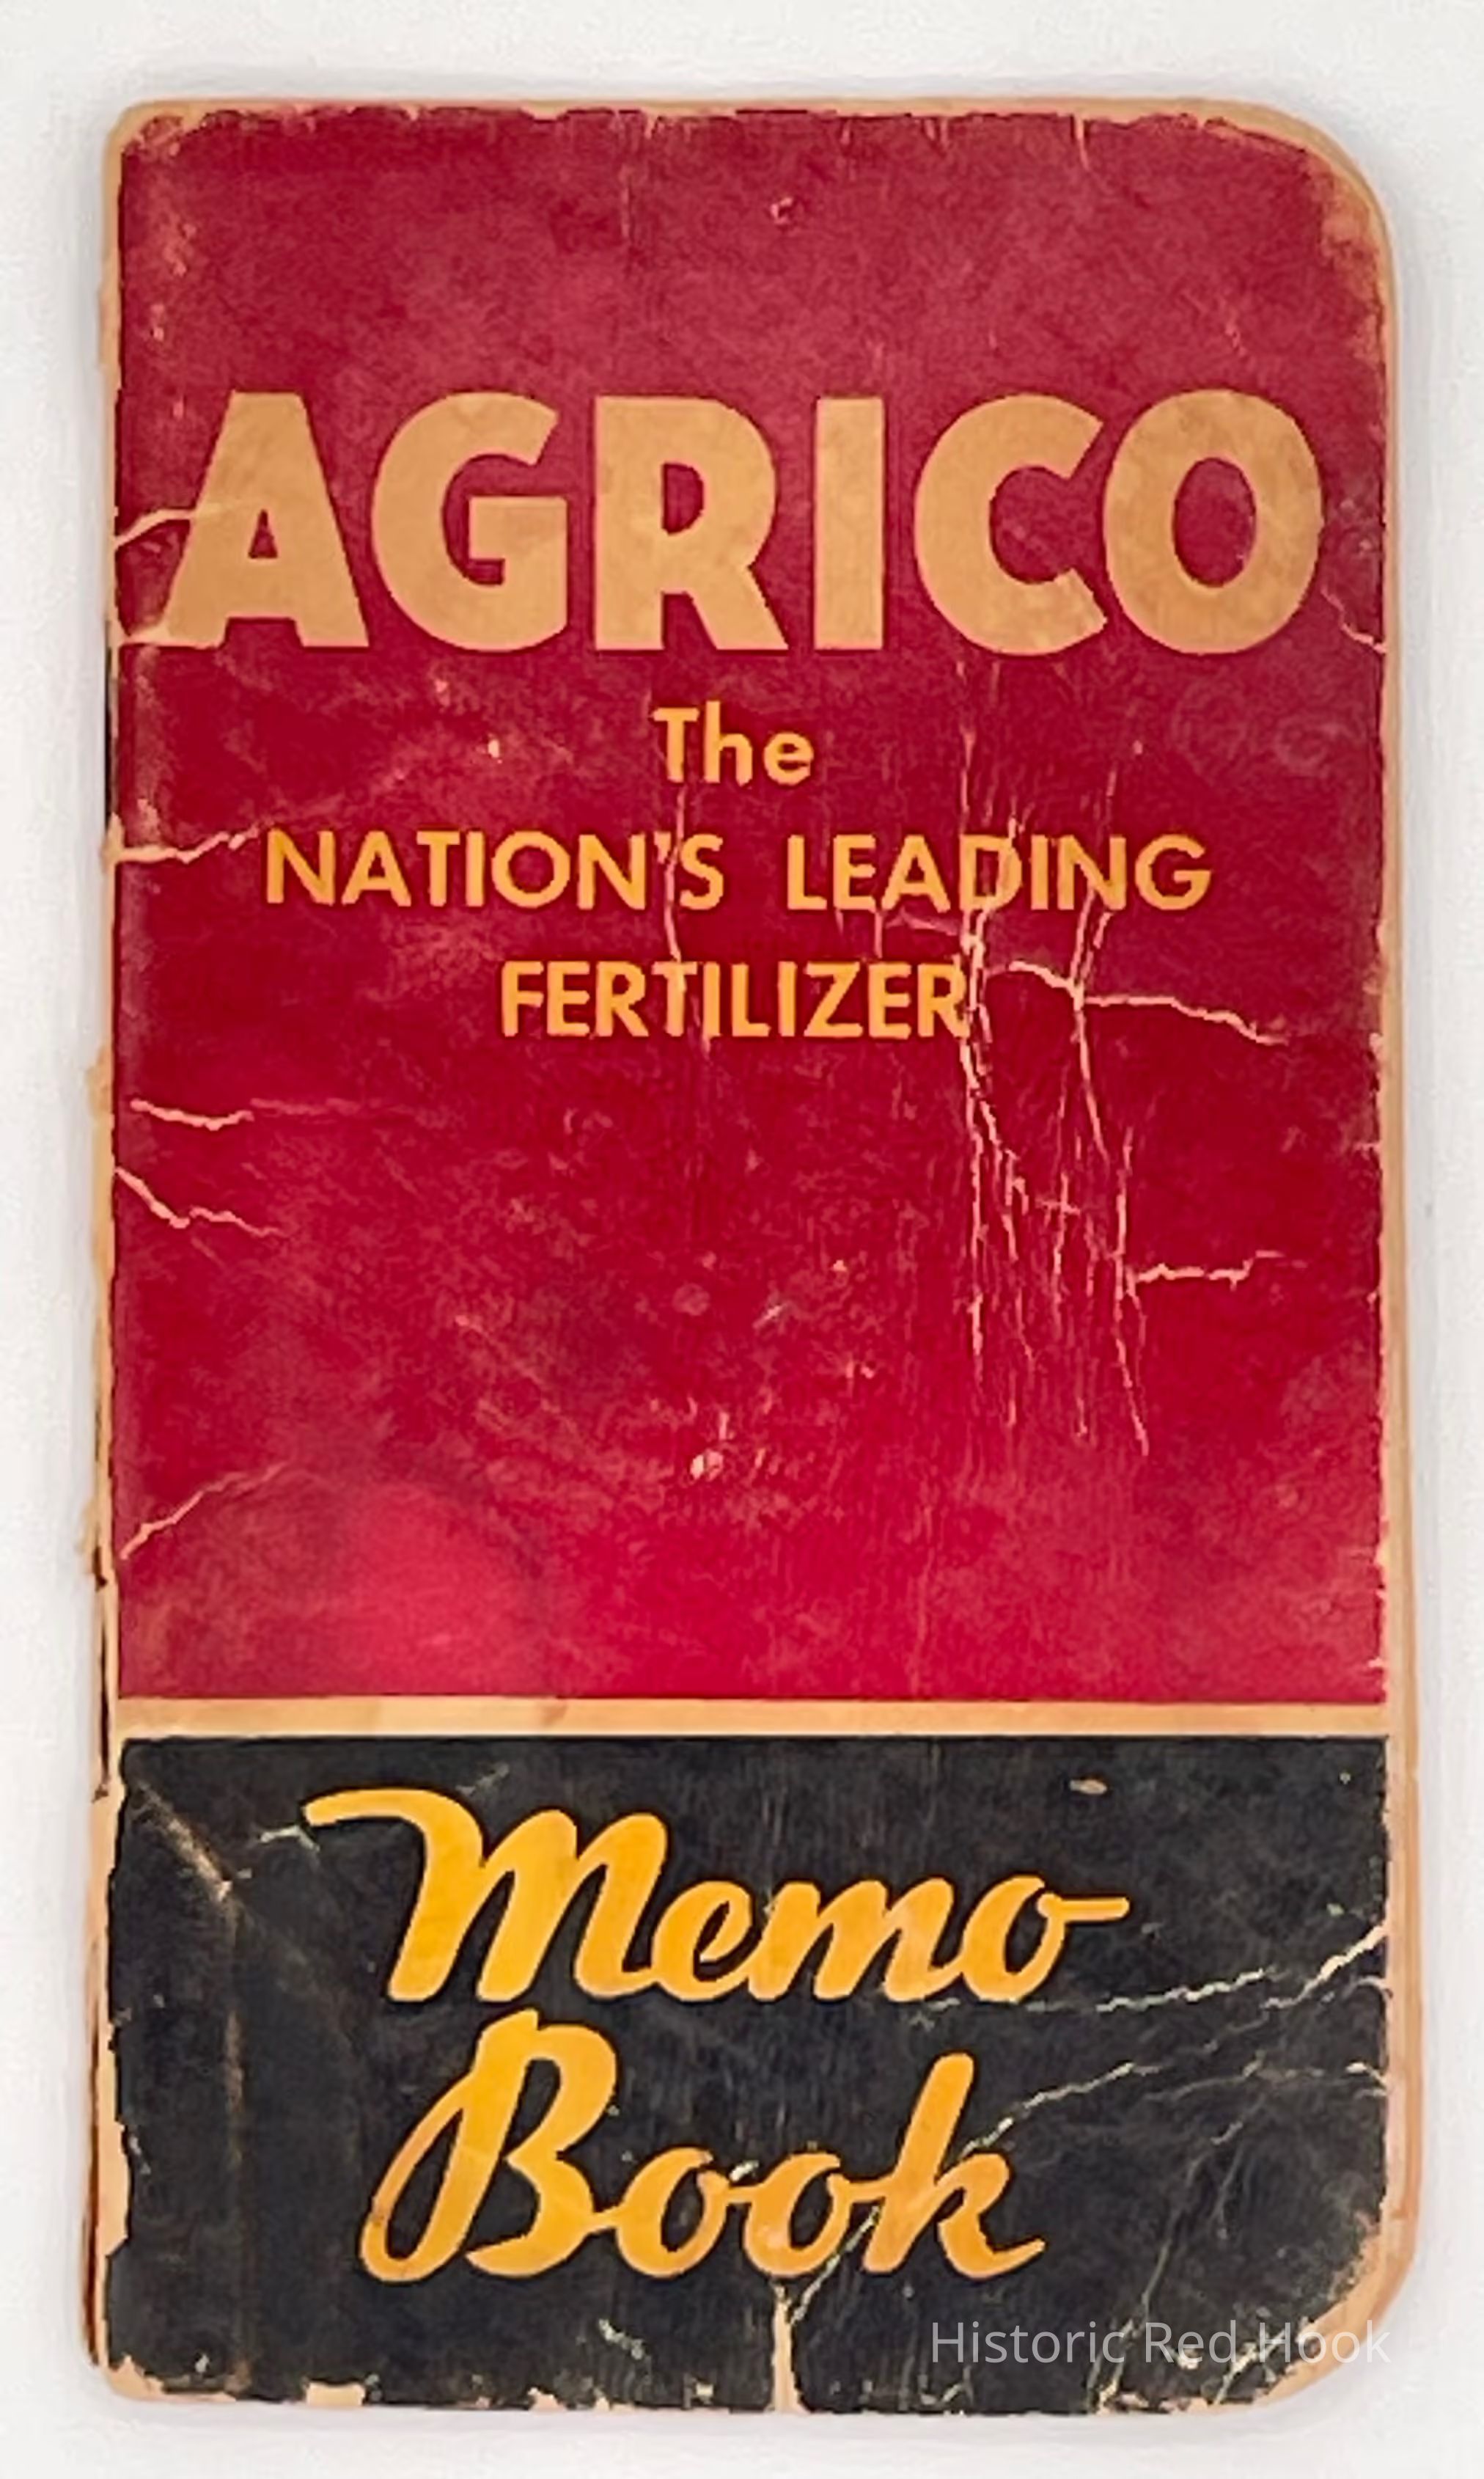 AGRICO
The
NATION'S LEADING
FERTILIZER
Memo
Book
Historic Red Hook